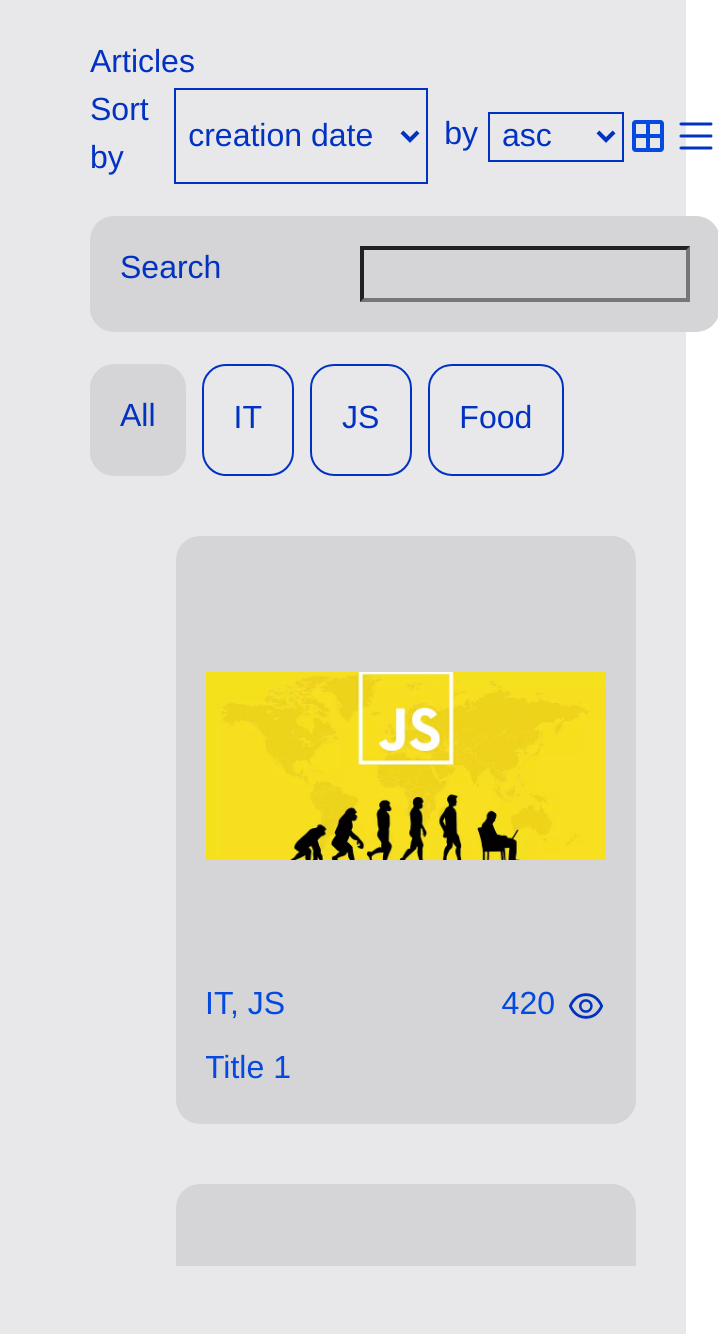 Articles
Sort by
creation date
by
asc
Search
All
IT
JS
Food
JS
IT, JS
420
Title 1